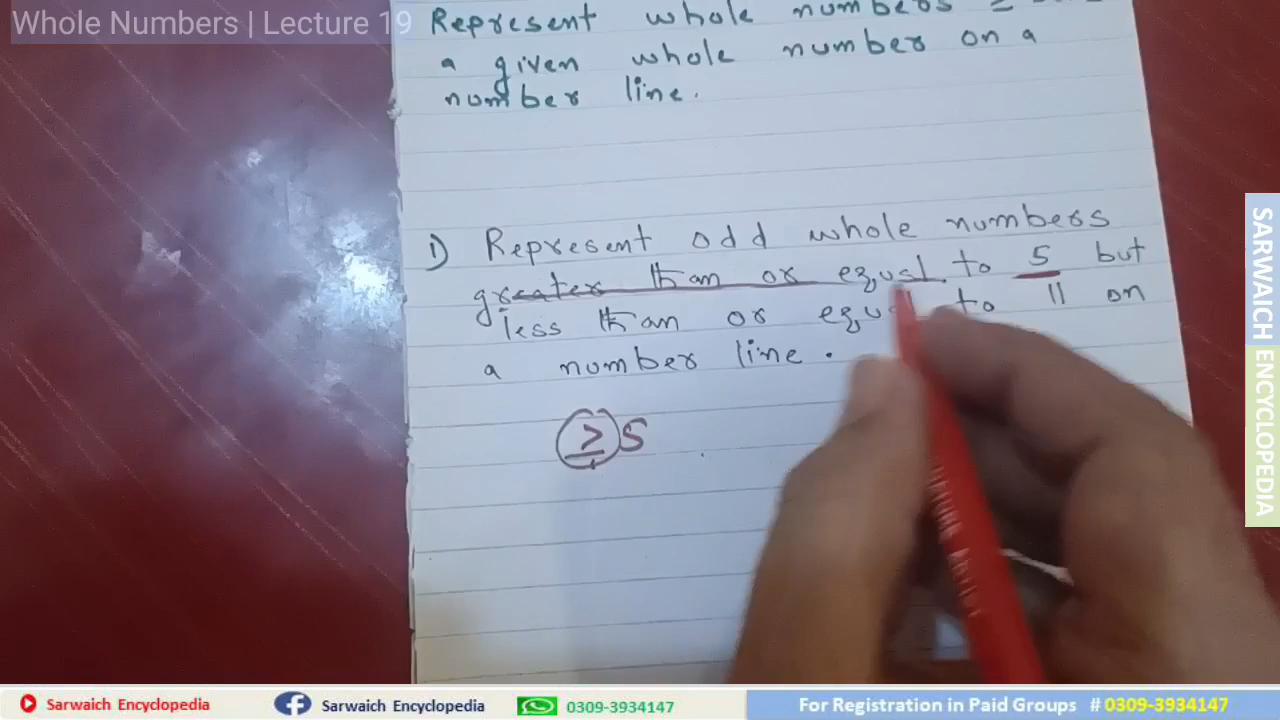 Whole Numbers | Lecture 19
Represent whole numbers
a given whole number on a
number line.
1) Represent odd whole numbers
greater than or equal to 5 but
less than or equal to 11 on
a number line.
≥ 5
SARWAICH ENCYCLOPEDIA
Sarwaich Encyclopedia
Sarwaich Encyclopedia
0309-3934147
For Registration in Paid Groups # 0309-3934147